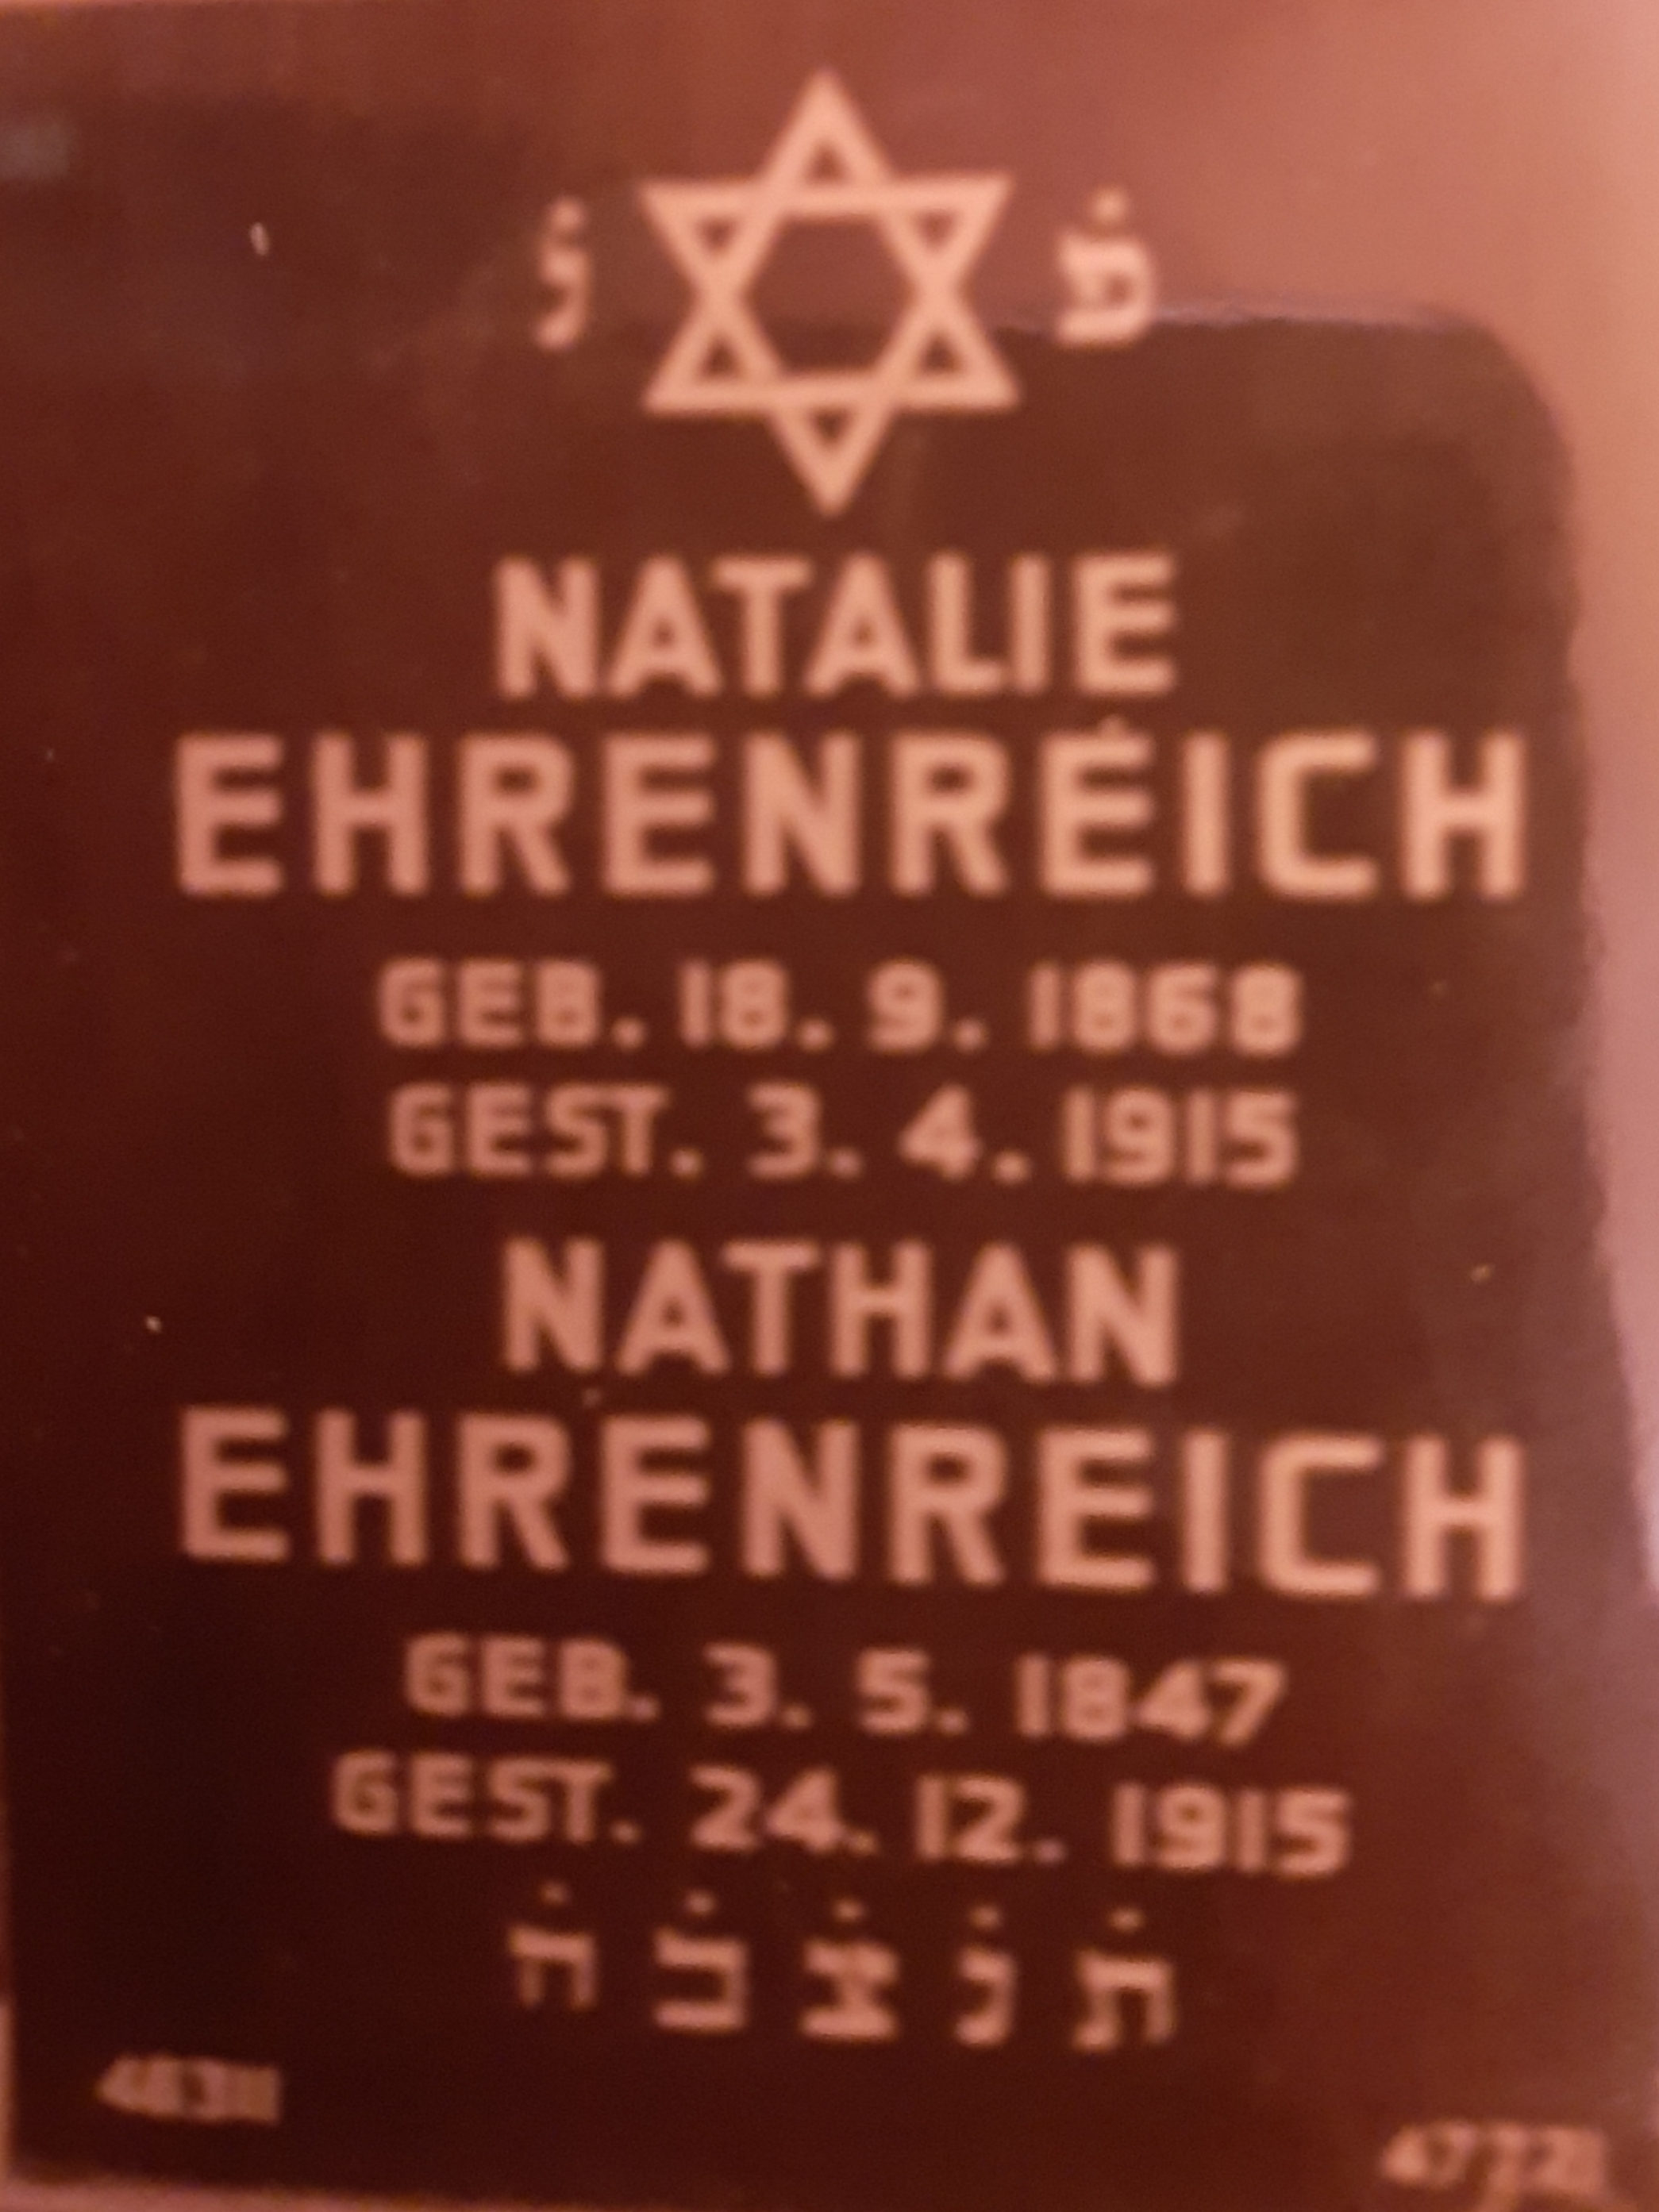 פׄ נׄ
NATALIE
EHRENREICH
GEB. 18. 9. 1868
GEST. 3. 4. 1915
NATHAN
EHRENREICH
GEB. 3. 5. 1847
GEST. 24. 12. 1915
תׄ נׄ צׄ בׄ הׄ